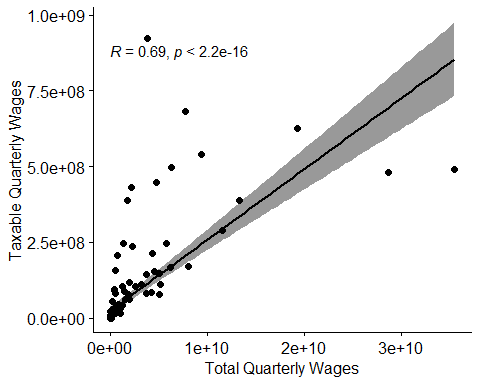 1.0e+09
R = 0.69, p < 2.2e-16
7.5e+08
5.0e+08
2.5e+08
0.0e+00
Taxable Quarterly Wages
0e+00 1e+10 2e+10 3e+10
Total Quarterly Wages